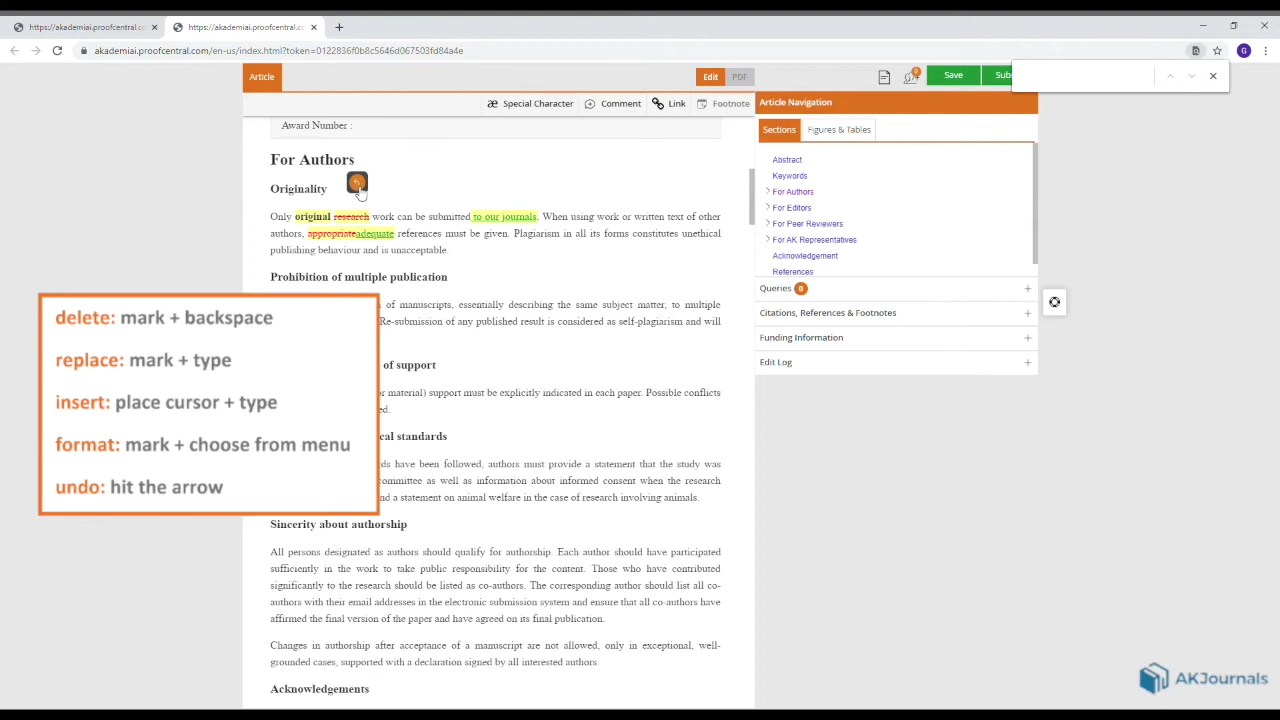 https://akademiai.proofcentral.cc
https://akademiai.proofcentral.cc
akademiai.proofcentral.com/en-us/index.html?token=0122836f0b8c5646d067503fd84a4e
G
Article
Edit
PDF
0
Save
Sub
æ Special Character
Comment
Link
Footnote
Article Navigation
Award Number :
Sections
Figures & Tables
Abstract
Keywords
For Authors
For Editors
For Peer Reviewers
For AK Representatives
Acknowledgement
References
Queries 0
Citations, References & Footnotes
Funding Information
Edit Log
For Authors
Originality
Only original research work can be submitted to our journals. When using work or written text of other
authors, appropriateadequate references must be given. Plagiarism in all its forms constitutes unethical
publishing behaviour and is unacceptable.
Prohibition of multiple publication
of manuscripts, essentially describing the same subject matter, to multiple
Re-submission of any published result is considered as self-plagiarism and will
of support
or material) support must be explicitly indicated in each paper. Possible conflicts
ed.
cal standards
ds have been followed, authors must provide a statement that the study was
committee as well as information about informed consent when the research
nd a statement on animal welfare in the case of research involving animals.
Sincerity about authorship
All persons designated as authors should qualify for authorship. Each author should have participated
sufficiently in the work to take public responsibility for the content. Those who have contributed
significantly to the research should be listed as co-authors. The corresponding author should list all co-
authors with their email addresses in the electronic submission system and ensure that all co-authors have
affirmed the final version of the paper and have agreed on its final publication.
Changes in authorship after acceptance of a manuscript are not allowed, only in exceptional, well-
grounded cases, supported with a declaration signed by all interested authors.
Acknowledgements
delete: mark + backspace
replace: mark + type
insert: place cursor + type
format: mark + choose from menu
undo: hit the arrow
AKJournals